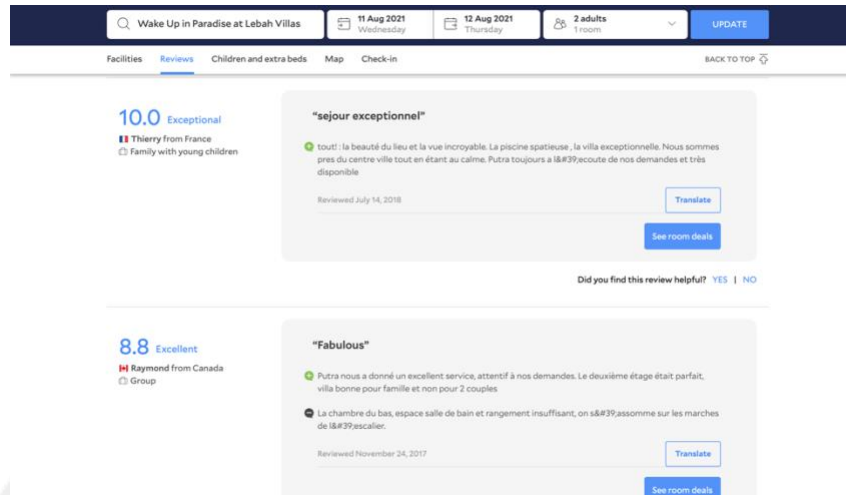 Wake Up in Paradise at Lebah Villas
11 Aug 2021
Wednesday
12 Aug 2021
Thursday
2 adults
1 room
UPDATE
Facilities
Reviews
Children and extra beds
Map
Check-in
BACK TO TOP
10.0 Exceptional
Thierry from France
Family with young children
"sejour exceptionnel"
tout! : la beauté du lieu et la vue incroyable. La piscine spatieuse , la villa exceptionnelle. Nous sommes
pres du centre ville tout en étant au calme. Putra toujours a l&#39;ecoute de nos demandes et très
disponible
Reviewed July 14, 2018
Translate
See room deals
Did you find this review helpful? YES | NO
8.8 Excellent
Raymond from Canada
Group
"Fabulous"
Putra nous a donné un excellent service, attentif à nos demandes. Le deuxième étage était parfait,
villa bonne pour famille et non pour 2 couples
La chambre du bas, espace salle de bain et rangement insuffisant, on s&#39;assomme sur les marches
de l&#39;escalier.
Reviewed November 24, 2017
Translate
See room deals